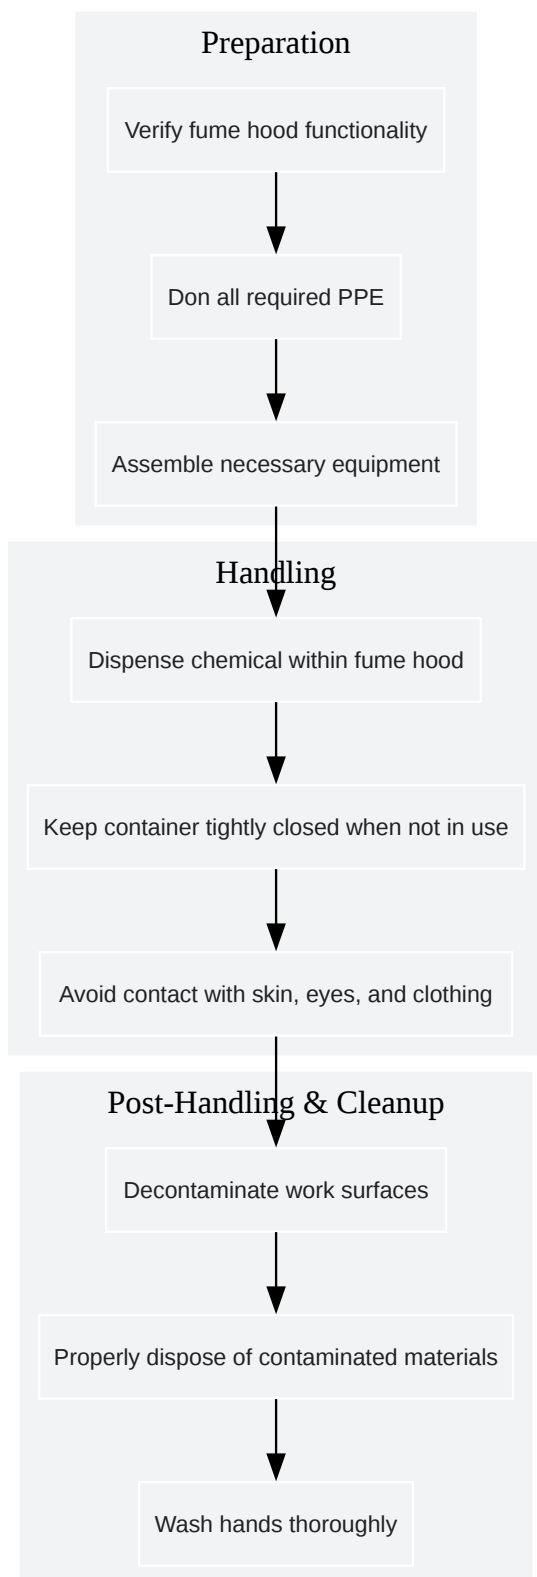 Preparation
Verify fume hood functionality
Don all required PPE
Assemble necessary equipment
Handling
Dispense chemical within fume hood
Keep container tightly closed when not in use
Avoid contact with skin, eyes, and clothing
Post-Handling & Cleanup
Decontaminate work surfaces
Properly dispose of contaminated materials
Wash hands thoroughly